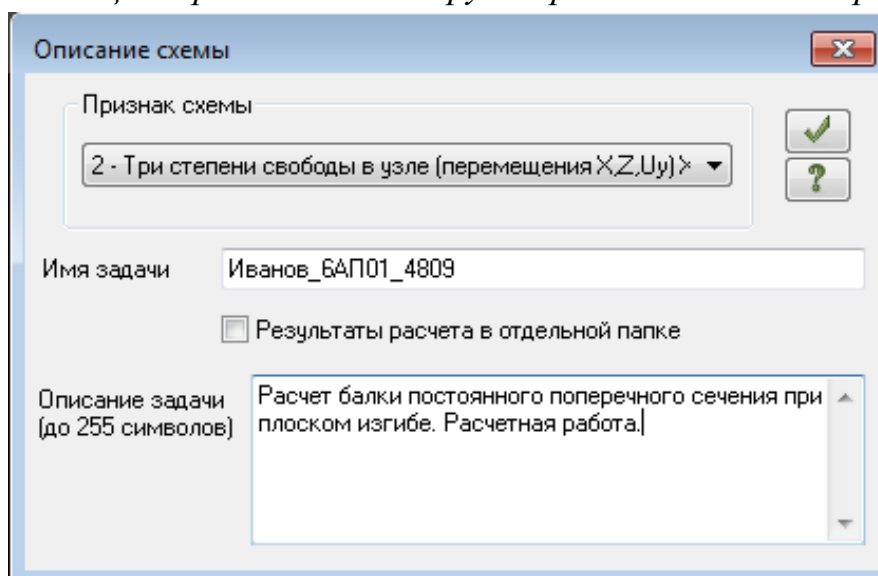 Описание схемы
Признак схемы
2 - Три степени свободы в узле (перемещения X,Z,Uy) X
Имя задачи
Иванов_6АП01_4809
Результаты расчета в отдельной папке
Описание задачи
(до 255 символов)
Расчет балки постоянного поперечного сечения при
плоском изгибе. Расчетная работа.